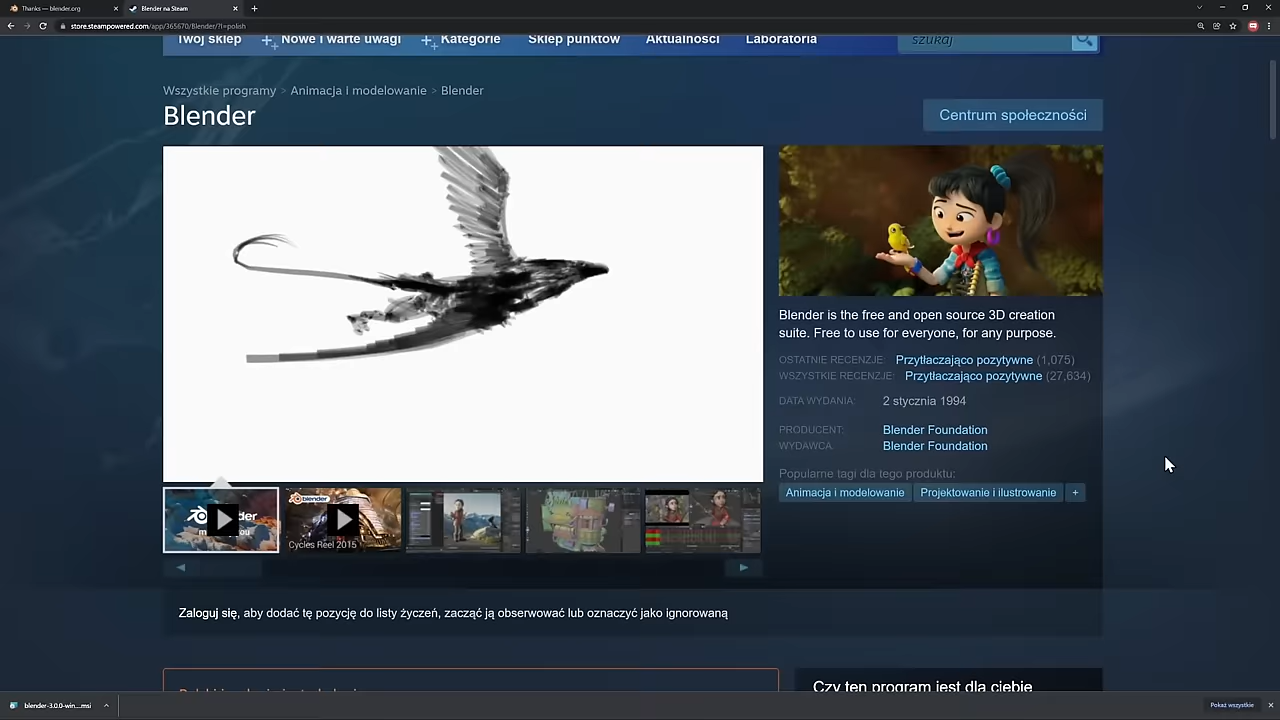 Thanks — blender.org
Blender na Steam
store.steampowered.com/app/365670/Blender/?l=polish
Twój sklep
Nowe i warte uwagi
Kategorie
Sklep punktów
Aktualności
Laboratoria
szukaj
Wszystkie programy > Animacja i modelowanie > Blender
Blender
Centrum społeczności
Blender is the free and open source 3D creation
suite. Free to use for everyone, for any purpose.
OSTATNIE RECENZJE: Przytłaczająco pozytywne (1,075)
WSZYSTKIE RECENZJE: Przytłaczająco pozytywne (27,634)
DATA WYDANIA: 2 stycznia 1994
PRODUCENT: Blender Foundation
WYDAWCA: Blender Foundation
Popularne tagi dla tego produktu:
Animacja i modelowanie
Projektowanie i ilustrowanie
+
blender
Cycles Reel 2015
Zaloguj się, aby dodać tę pozycję do listy życzeń, zacząć ją obserwować lub oznaczyć jako ignorowaną
Czy ten program jest dla ciebie
blender-3.0.0-win....msi
Pokaż wszystkie